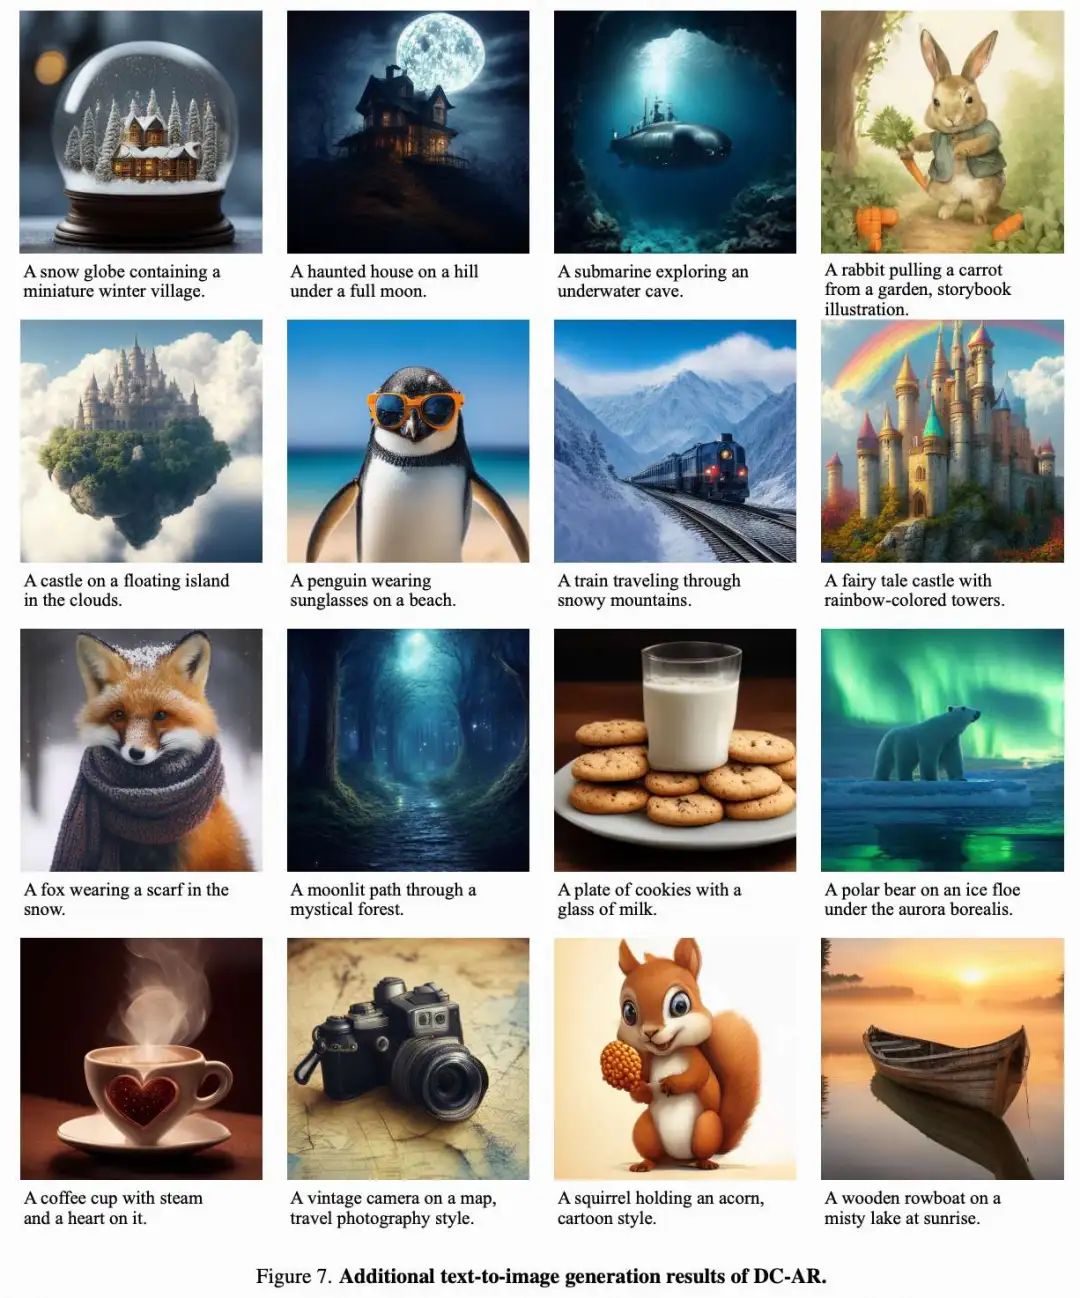 A snow globe containing a
miniature winter village.
A haunted house on a hill
under a full moon.
A submarine exploring an
underwater cave.
A rabbit pulling a carrot
from a garden, storybook
illustration.
A castle on a floating island
in the clouds.
A penguin wearing
sunglasses on a beach.
A train traveling through
snowy mountains.
A fairy tale castle with
rainbow-colored towers.
A fox wearing a scarf in the
snow.
A moonlit path through a
mystical forest.
A plate of cookies with a
glass of milk.
A polar bear on an ice floe
under the aurora borealis.
A coffee cup with steam
and a heart on it.
A vintage camera on a map,
travel photography style.
A squirrel holding an acorn,
cartoon style.
A wooden rowboat on a
misty lake at sunrise.
Figure 7. Additional text-to-image generation results of DC-AR.